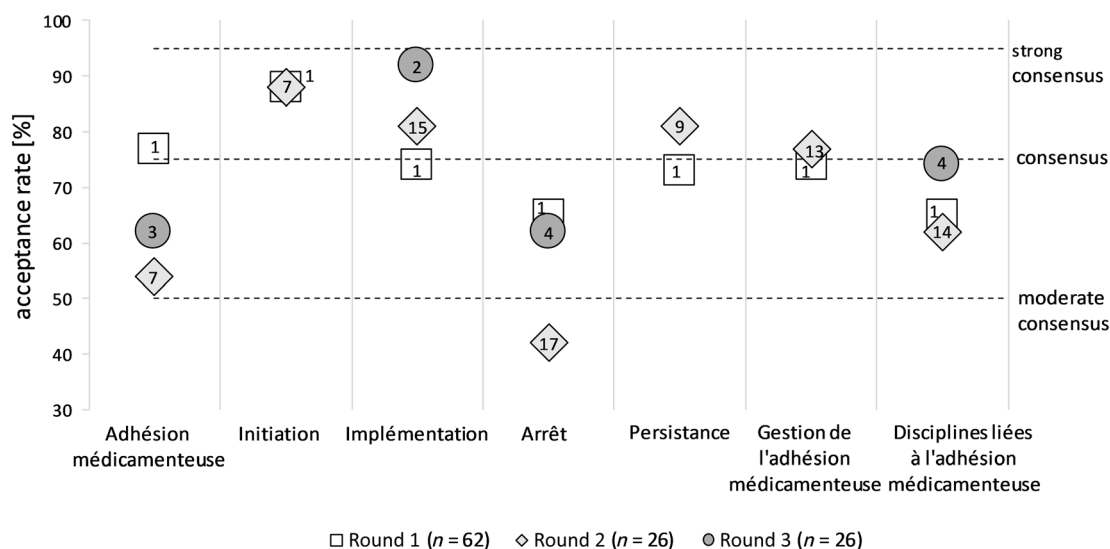 100
90
80
70
60
50
40
30
acceptance rate [%]
strong
consensus
consensus
moderate
consensus
1
3
7
7
1
2
15
1
1
4
17
9
1
13
1
4
1
14
Adhésion
médicamenteuse
Initiation
Implémentation
Arrêt
Persistance
Gestion de
l'adhésion
médicamenteuse
Disciplines liées
à l'adhésion
médicamenteuse
Round 1 (n = 62) Round 2 (n = 26) Round 3 (n = 26)